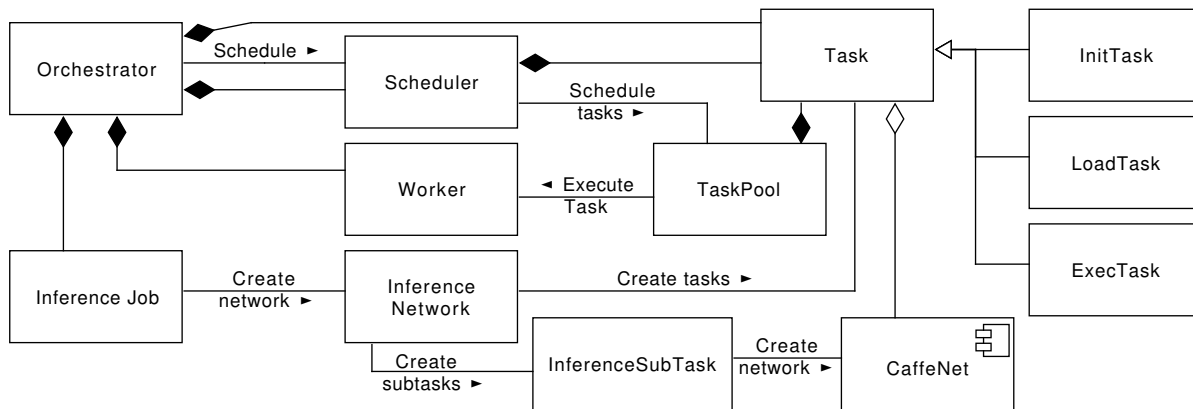 Orchestrator
Schedule ►
Scheduler
Task
InitTask
Schedule
tasks ►
LoadTask
Worker
◄ Execute
Task
TaskPool
ExecTask
Inference Job
Create
network ►
Inference
Network
Create tasks ►
Create
subtasks ►
InferenceSubTask
Create
network ►
CaffeNet